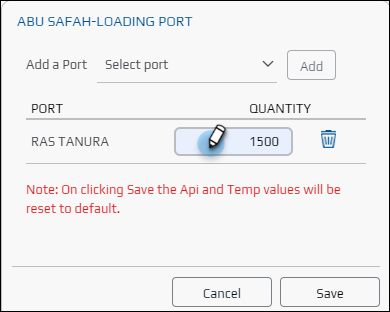 ABU SAFAH-LOADING PORT
Add a Port Select port Add
PORT QUANTITY
RAS TANURA 1500
Note: On clicking Save the Api and Temp values will be
reset to default.
Cancel Save